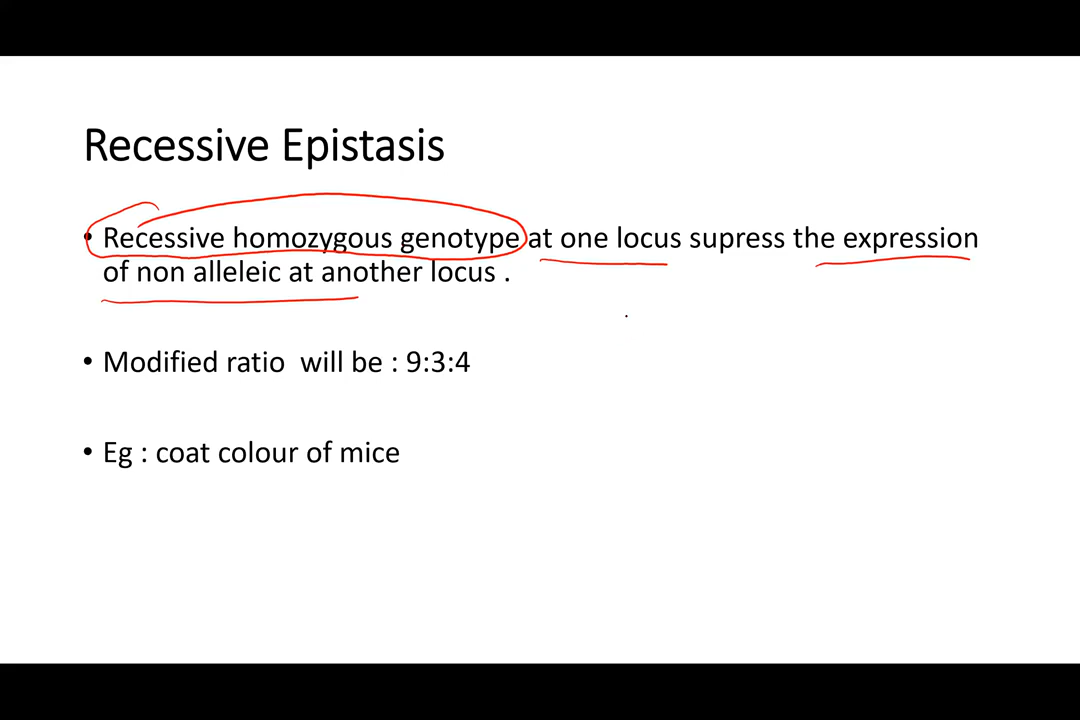 Recessive Epistasis
• Recessive homozygous genotype at one locus supress the expression
of non alleleic at another locus .
• Modified ratio will be : 9:3:4
• Eg : coat colour of mice